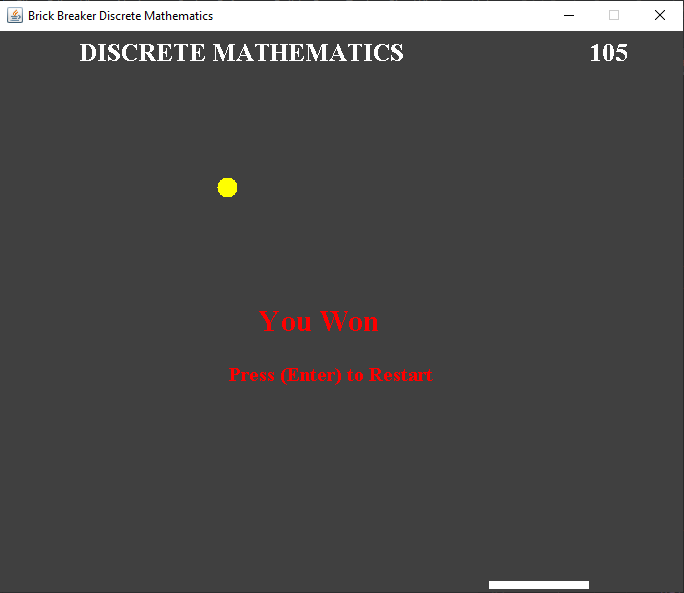 Brick Breaker Discrete Mathematics
DISCRETE MATHEMATICS 105
You Won
Press (Enter) to Restart